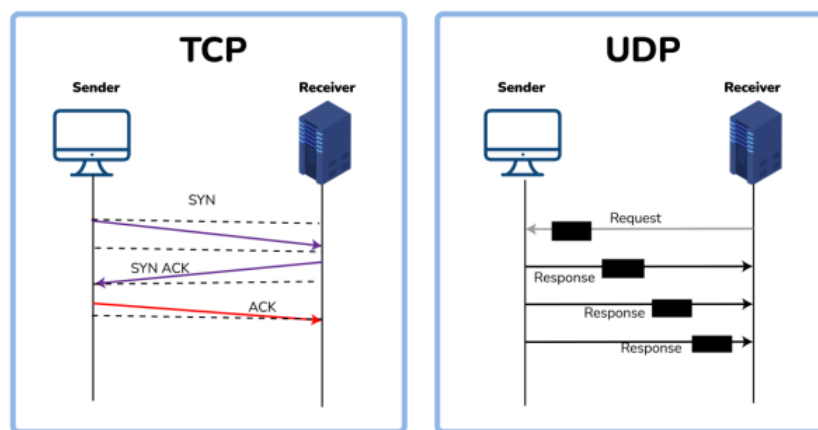 TCP
Sender
Receiver
SYN
SYN ACK
ACK
UDP
Sender
Receiver
Request
Response
Response
Response